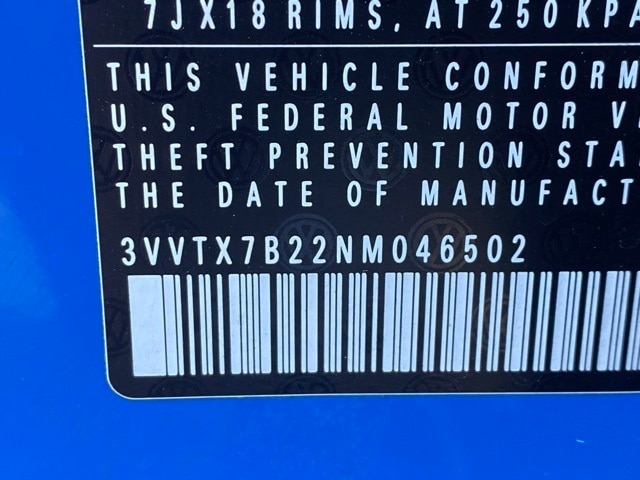 7JX18 RIMS, AT 250 KPA
THIS VEHICLE CONFORM
U.S. FEDERAL MOTOR V
THEFT PREVENTION STA
THE DATE OF MANUFACT
3VVTX7B22NM046502